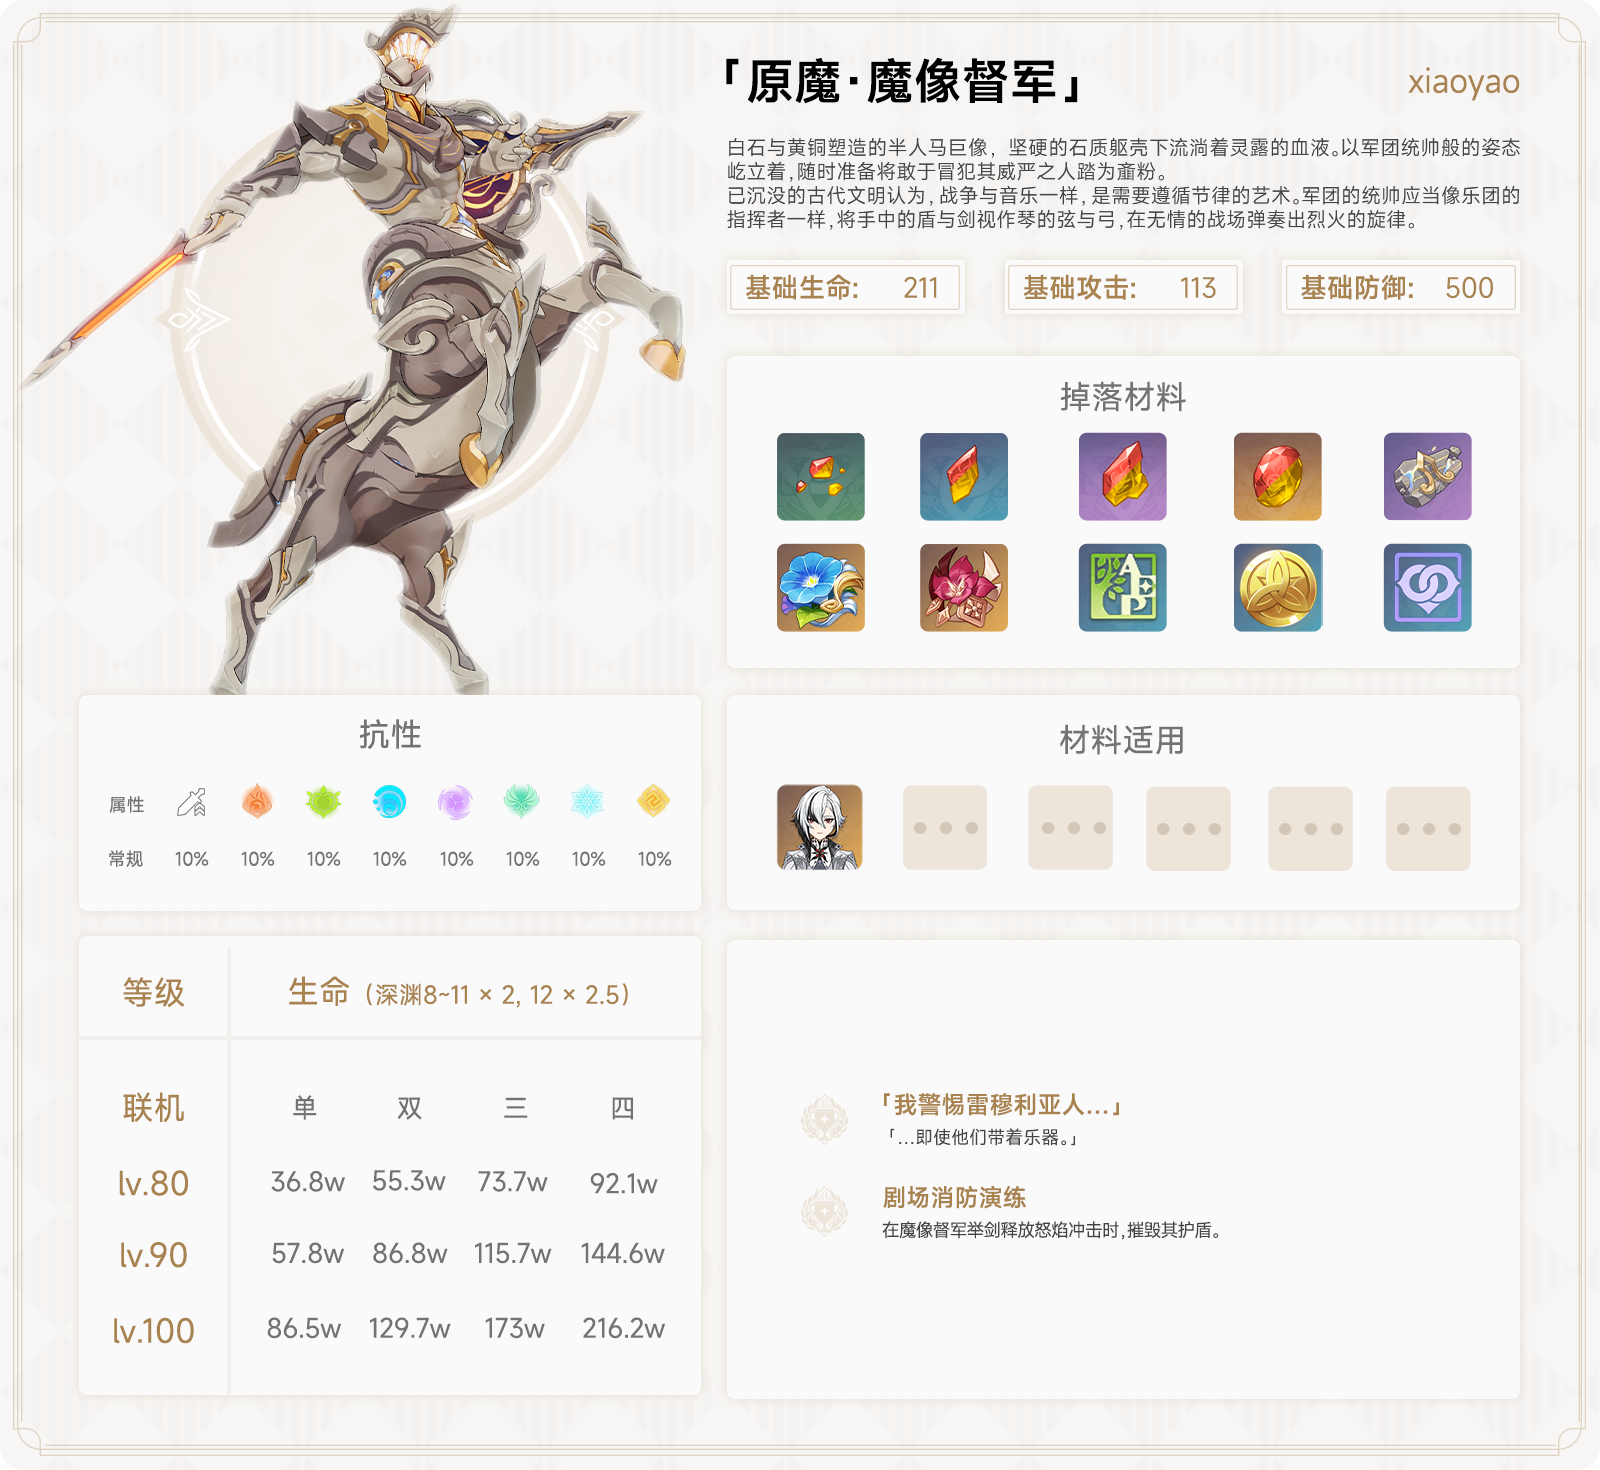 「原魔·魔像督军」
xiaoyao
白石与黄铜塑造的半人马巨像，坚硬的石质躯壳下流淌着灵露的血液。以军团统帅般的姿态
屹立着，随时准备将敢于冒犯其威严之人踏为齑粉。
已沉没的古代文明认为，战争与音乐一样，是需要遵循节律的艺术。军团的统帅应当像乐团的
指挥者一样，将手中的盾与剑视作琴的弦与弓，在无情的战场弹奏出烈火的旋律。
基础生命： 211
基础攻击： 113
基础防御： 500
掉落材料
AEP
抗性
属性
常规 10% 10% 10% 10% 10% 10% 10% 10%
材料适用
等级 生命（深渊8~11 × 2, 12 × 2.5）
联机 单 双 三 四
lv.80 36.8w 55.3w 73.7w 92.1w
lv.90 57.8w 86.8w 115.7w 144.6w
lv.100 86.5w 129.7w 173w 216.2w
「我警惕雷穆利亚人...」
「...即使他们带着乐器。」
剧场消防演练
在魔像督军举剑释放怒焰冲击时，摧毁其护盾。